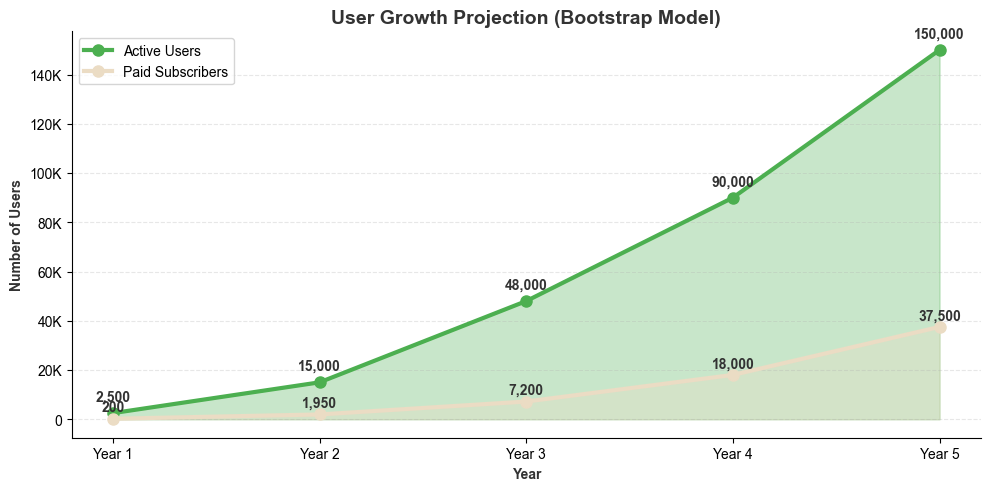 User Growth Projection (Bootstrap Model)
Active Users
Paid Subscribers
Number of Users
140K
120K
100K
80K
60K
40K
20K
0
2,500
200
15,000
1,950
48,000
7,200
90,000
18,000
150,000
37,500
Year 1 Year 2 Year 3 Year 4 Year 5
Year